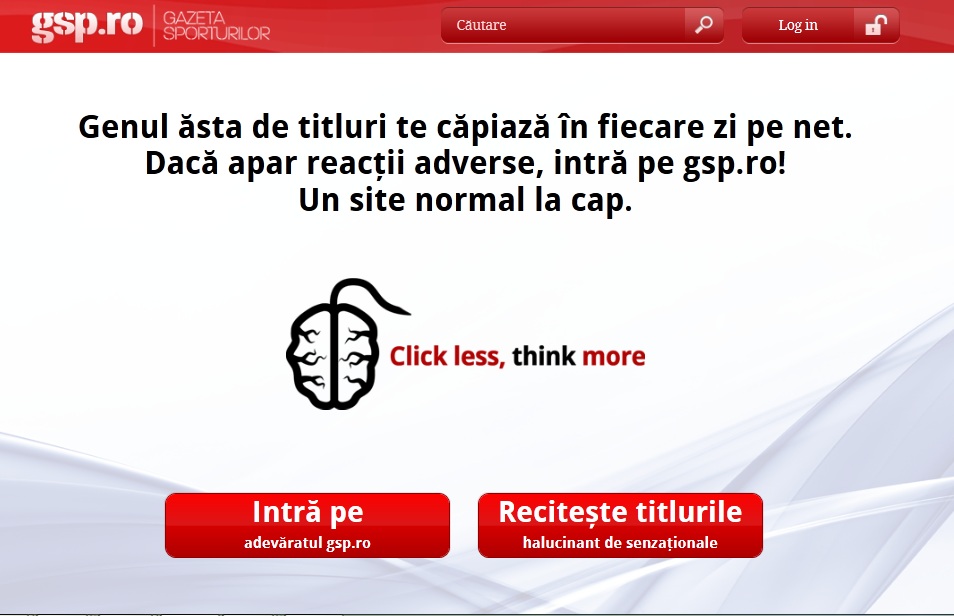 gsp.ro
GAZETA
SPORTURILOR
Căutare
Log in
Genul ăsta de titluri te căpiază în fiecare zi pe net.
Dacă apar reacții adverse, intră pe gsp.ro!
Un site normal la cap.
Click less, think more
Intră pe
adevăratul gsp.ro
Recitește titlurile
halucinant de senzaționale